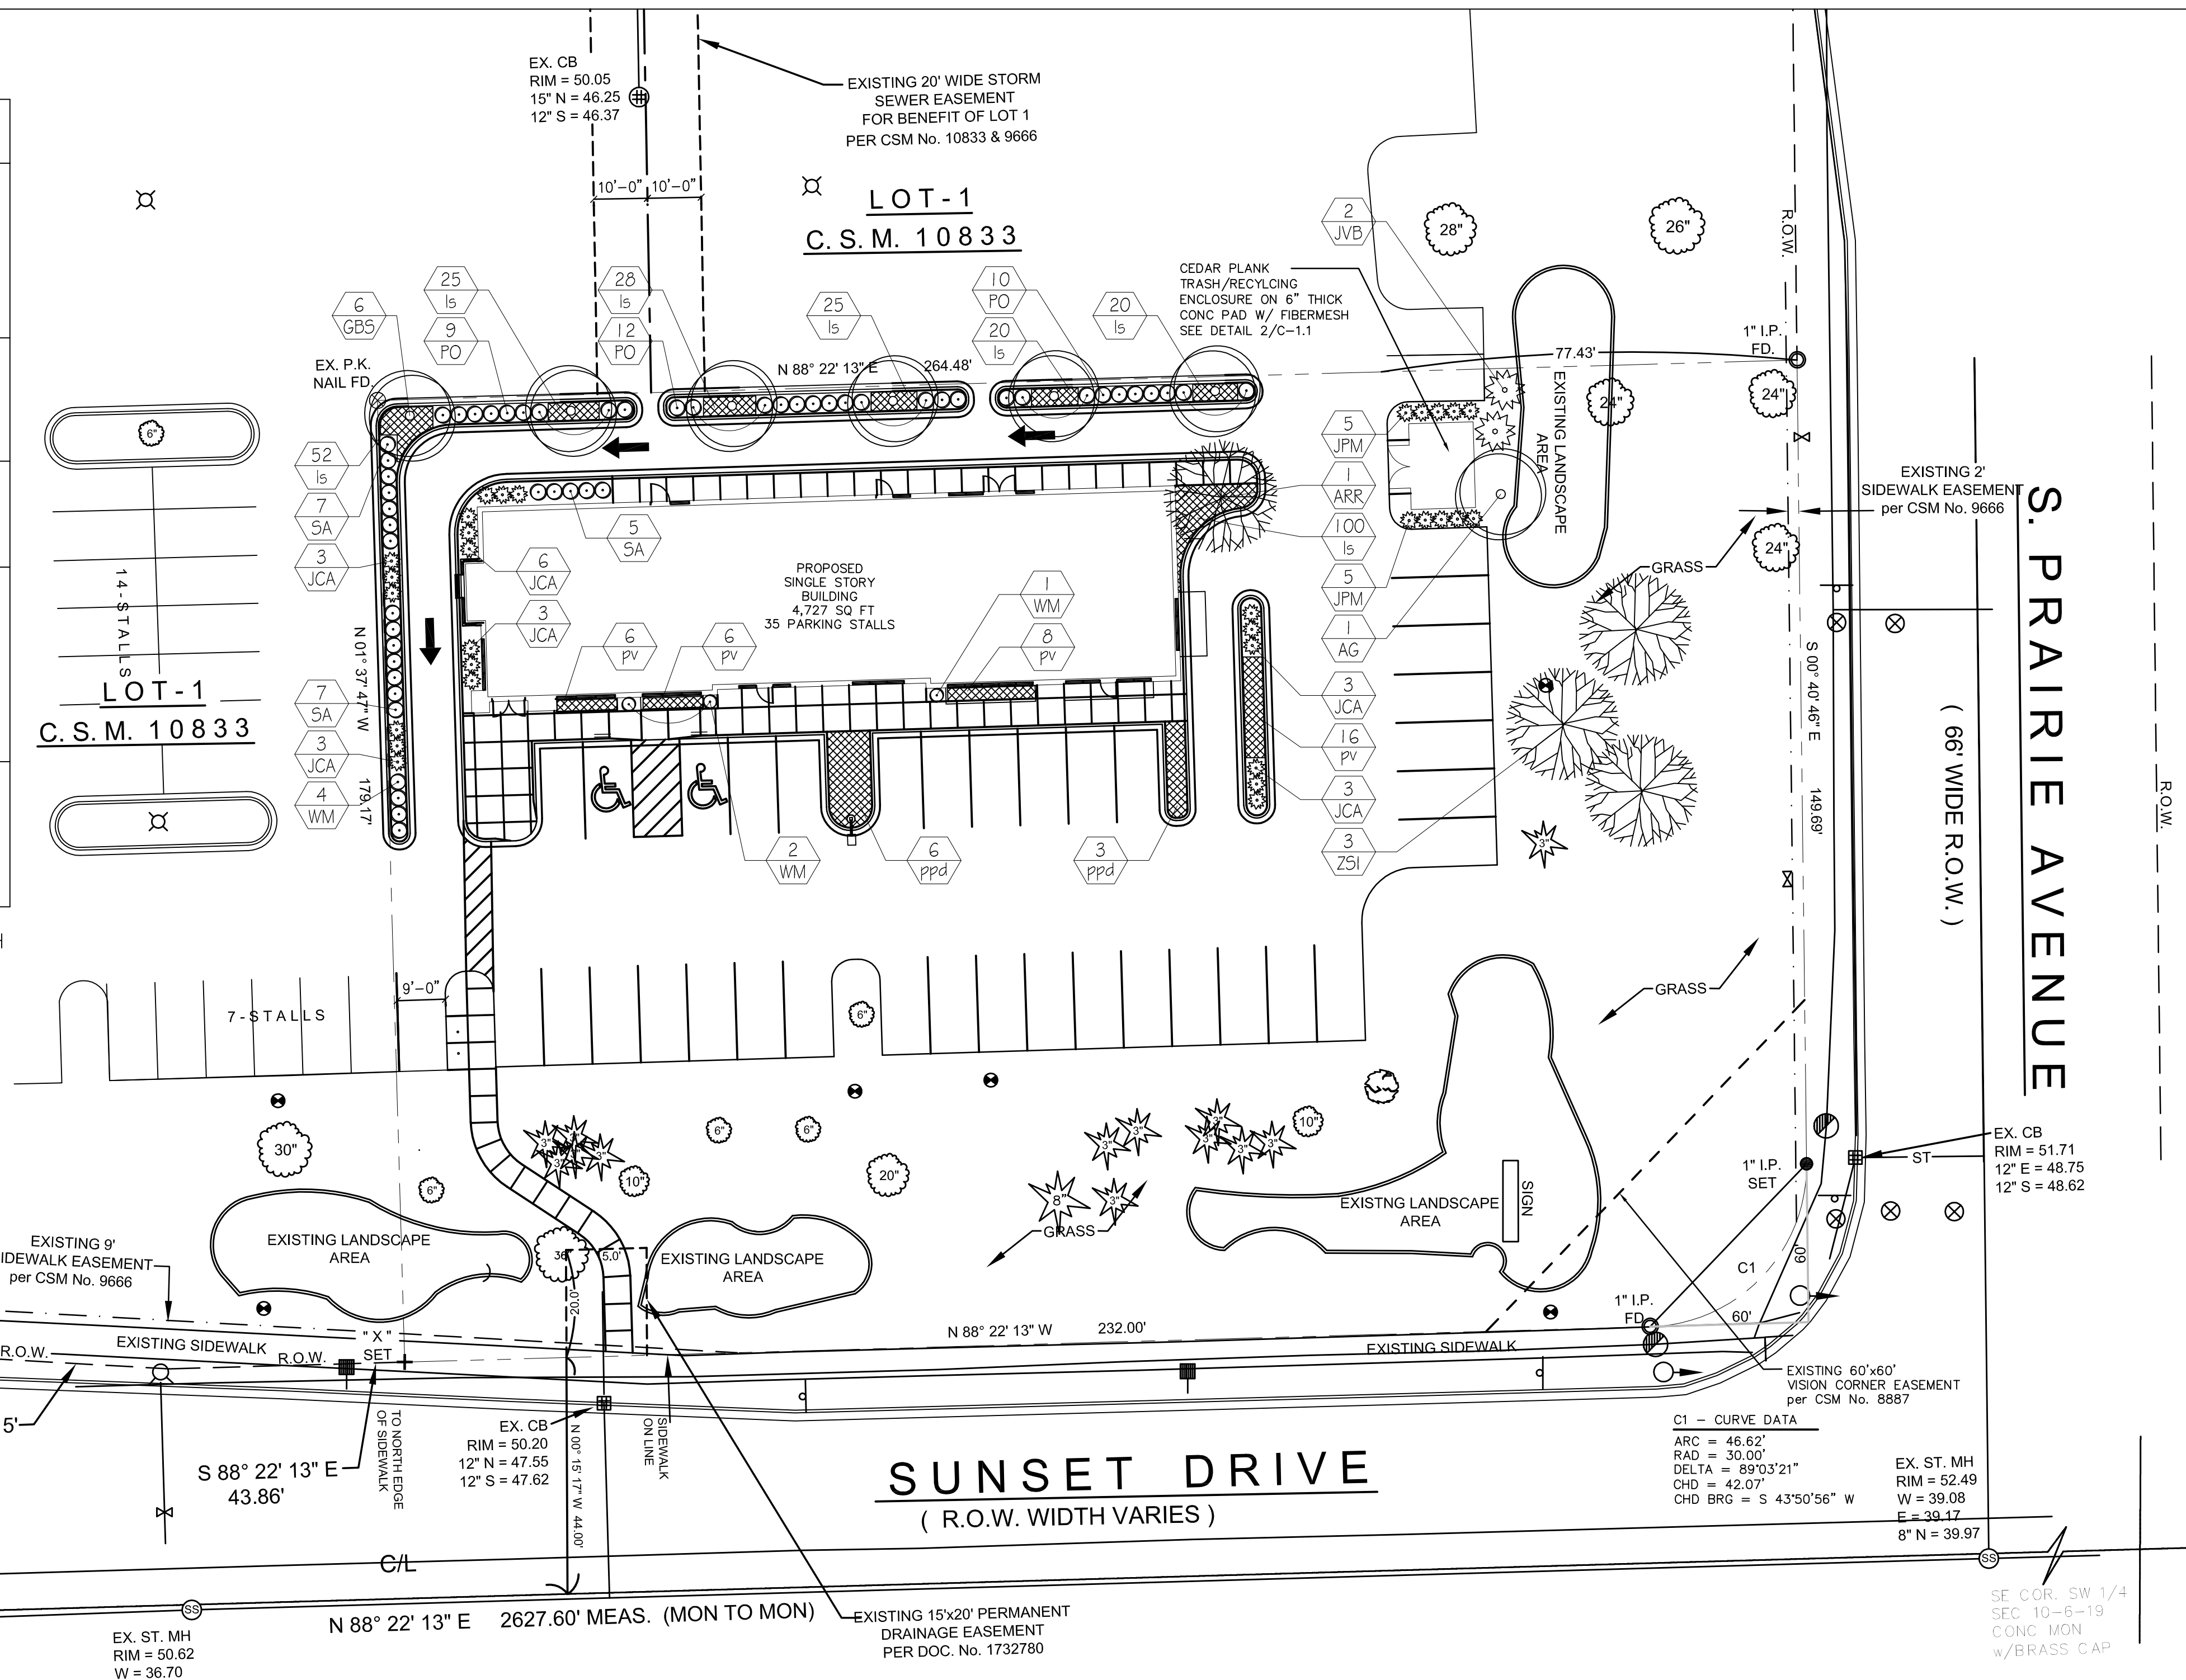 EX. CB
RIM = 50.05
15" N = 46.25
12" S = 46.37
EXISTING 20' WIDE STORM
SEWER EASEMENT
FOR BENEFIT OF LOT 1
PER CSM No. 10833 & 9666
10'-0" 10'-0"
LOT-1
C. S. M. 10833
2
JVB
28"
26"
R.O.W.
CEDAR PLANK
TRASH/RECYLCING
ENCLOSURE ON 6" THICK
CONC PAD W/ FIBERMESH
SEE DETAIL 2/C-1.1
6
GBS
25
ls
9
PO
28
ls
12
PO
25
ls
10
PO
20
ls
20
ls
EX. P.K.
NAIL FD.
N 88° 22' 13" E 264.48'
77.43'
1" I.P.
FD.
24"
24"
24"
EXISTING LANDSCAPE
AREA
EXISTING 2'
SIDEWALK EASEMENT
per CSM No. 9666
S. PRAIRIE AVENUE
( 66' WIDE R.O.W. )
R.O.W.
6"
14-STALLS
LOT-1
C. S. M. 10833
52
ls
7
SA
3
JCA
7
SA
3
JCA
4
WM
N 01° 37' 47" W 179.17'
5
SA
6
JCA
3
JCA
6
pv
6
pv
PROPOSED
SINGLE STORY
BUILDING
4,727 SQ FT
35 PARKING STALLS
1
WM
8
pv
5
JPM
1
ARR
100
ls
5
JPM
1
AG
3
JCA
16
pv
3
JCA
3
ZSI
GRASS
S 00° 40' 46" E 149.69'
2
WM
6
ppd
3
ppd
3"
9'-0"
7-STALLS
6"
GRASS
30"
6"
3"
3"
3"
3"
10"
6"
6"
20"
3"
3"
8"
3"
3"
3"
3"
3"
10"
GRASS
EXISTING LANDSCAPE
AREA
36"
5.0'
20.0'
EXISTING LANDSCAPE
AREA
EXISTNG LANDSCAPE
AREA
SIGN
1" I.P.
SET
ST
EX. CB
RIM = 51.71
12" E = 48.75
12" S = 48.62
60'
C1
60'
1" I.P.
FD.
EXISTING 9'
SIDEWALK EASEMENT
per CSM No. 9666
EXISTING SIDEWALK
R.O.W.
R.O.W.
" X "
SET
N 88° 22' 13" W 232.00'
EXISTING SIDEWALK
EXISTING 60'x60'
VISION CORNER EASEMENT
per CSM No. 8887
5'
S 88° 22' 13" E
43.86'
TO NORTH EDGE
OF SIDEWALK
EX. CB
RIM = 50.20
12" N = 47.55
12" S = 47.62
N 00° 15' 17" W 44.00'
SIDEWALK
ON LINE
SUNSET DRIVE
( R.O.W. WIDTH VARIES )
C1 - CURVE DATA
ARC = 46.62'
RAD = 30.00'
DELTA = 89°03'21"
CHD = 42.07'
CHD BRG = S 43°50'56" W
EX. ST. MH
RIM = 52.49
W = 39.08
E = 39.17
8" N = 39.97
C/L
SS
SS
N 88° 22' 13" E 2627.60' MEAS. (MON TO MON)
EXISTING 15'x20' PERMANENT
DRAINAGE EASEMENT
PER DOC. No. 1732780
EX. ST. MH
RIM = 50.62
W = 36.70
SE COR. SW 1/4
SEC 10-6-19
CONC MON
w/BRASS CAP